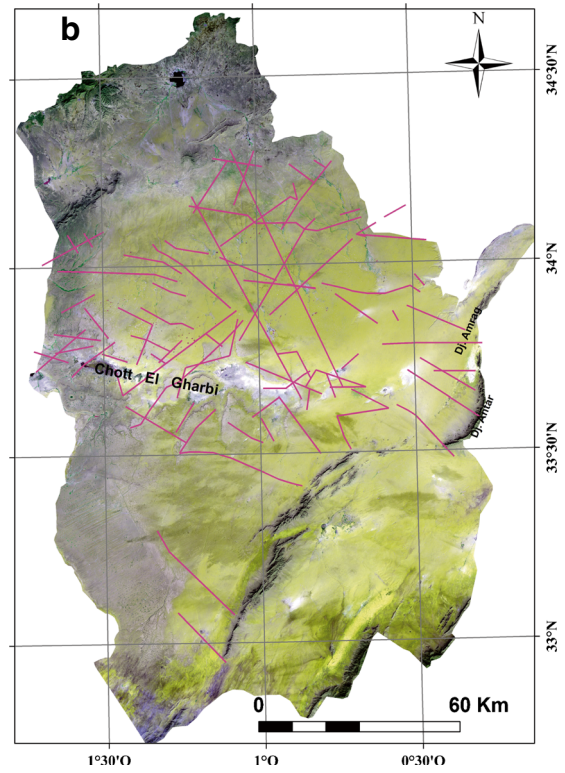 b
N
34°30'N
34°N
Dj. Amrag
Chott El Gharbi
Dj. Antar
33°30'N
33°N
0 60 Km
1°30'O 1°O 0°30'O